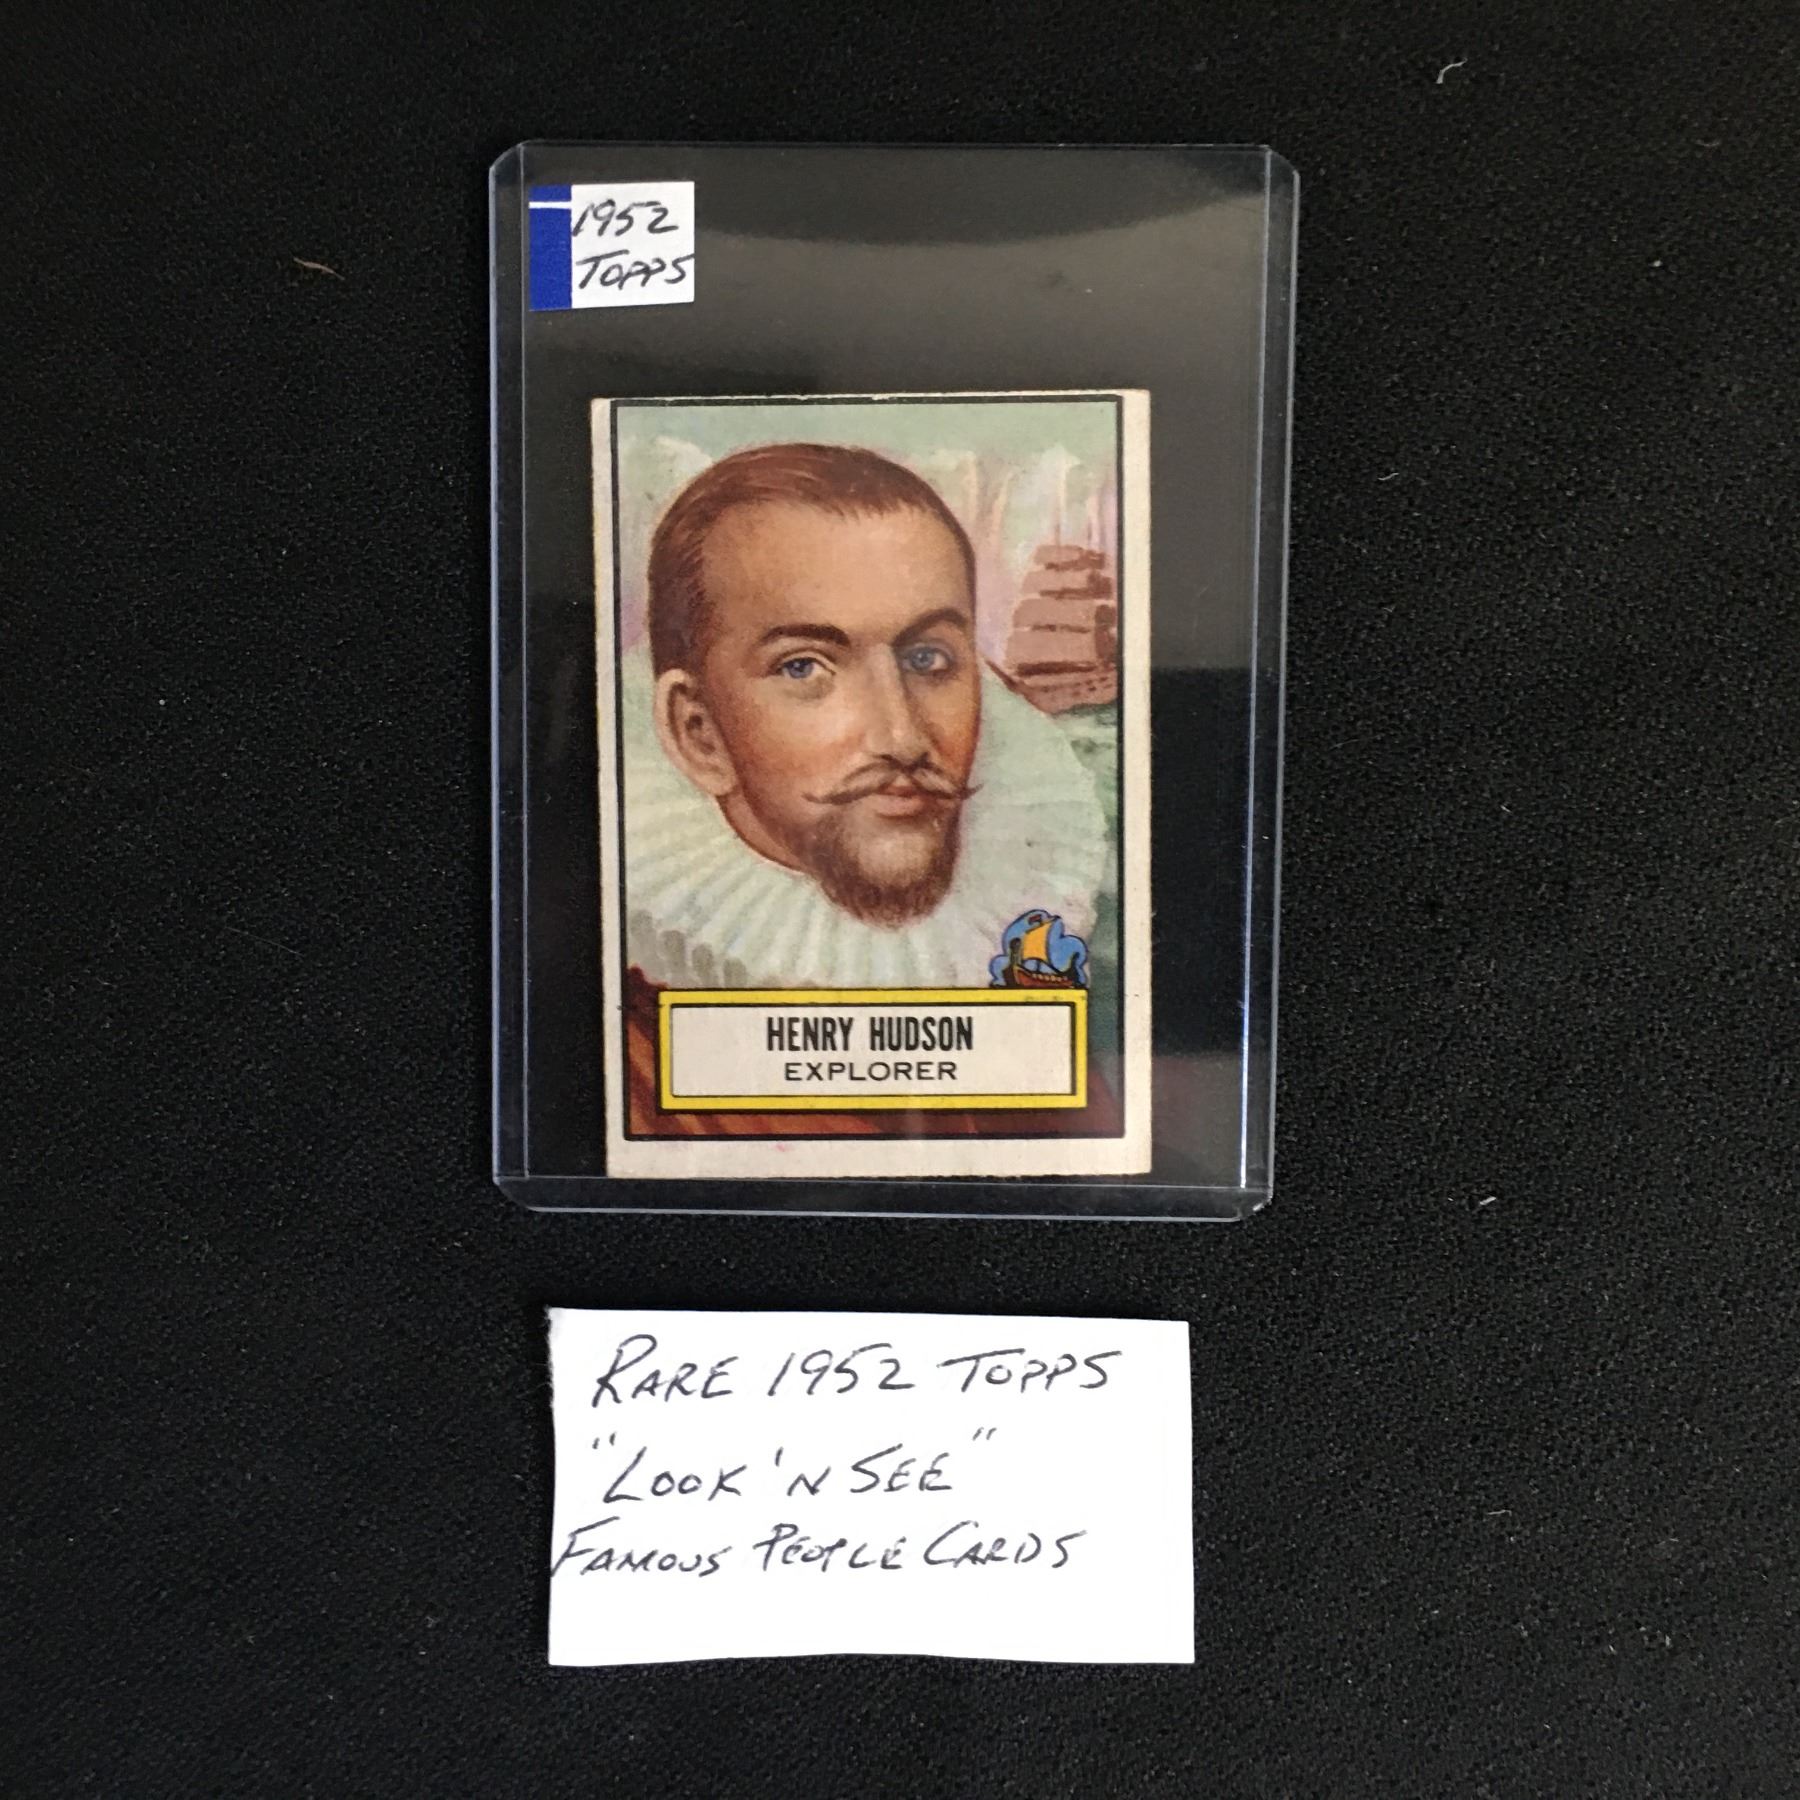 1952
TOPPS
HENRY HUDSON
EXPLORER
RARE 1952 TOPPS
"LOOK 'N SEE"
FAMOUS PEOPLE CARDS